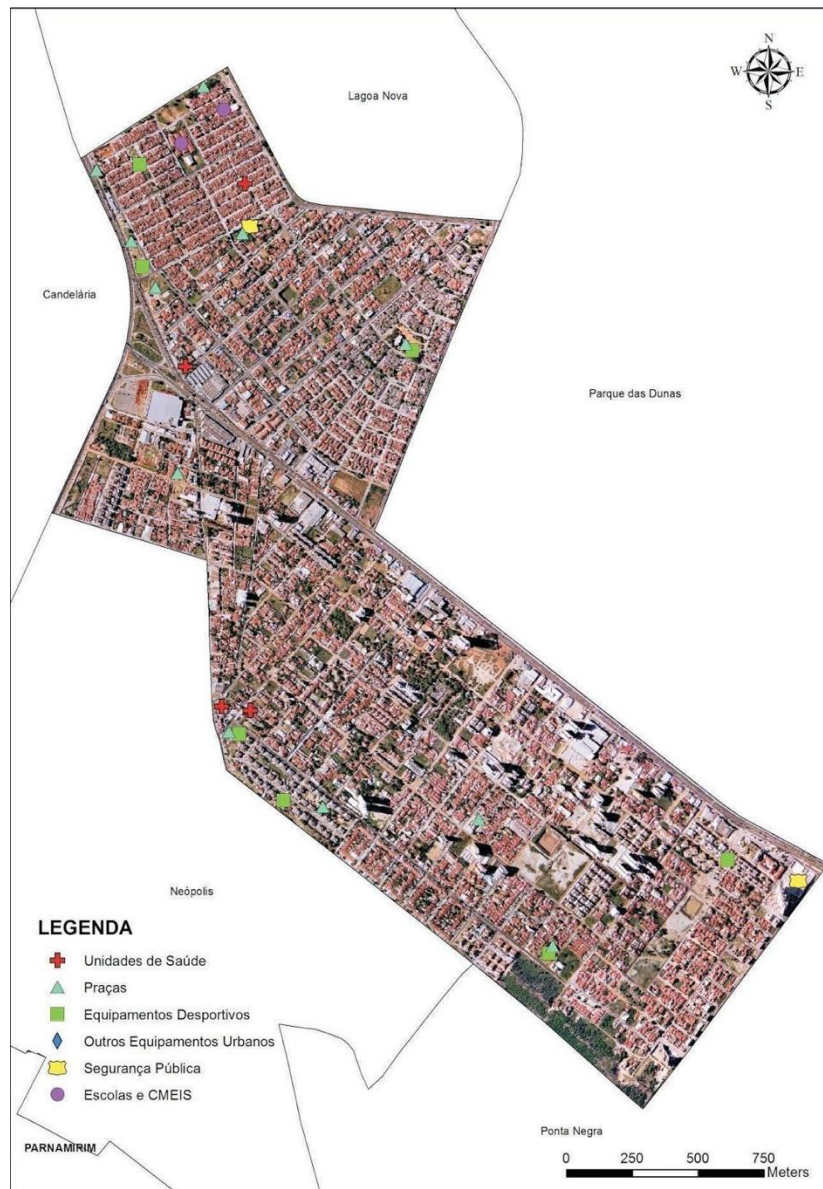 N
W E
S
Lagoa Nova
Candelária
Parque das Dunas
Neópolis
LEGENDA
Unidades de Saúde
Praças
Equipamentos Desportivos
Outros Equipamentos Urbanos
Segurança Pública
Escolas e CMEIS
PARNAMIRIM
Ponta Negra
0 250 500 750
Meters